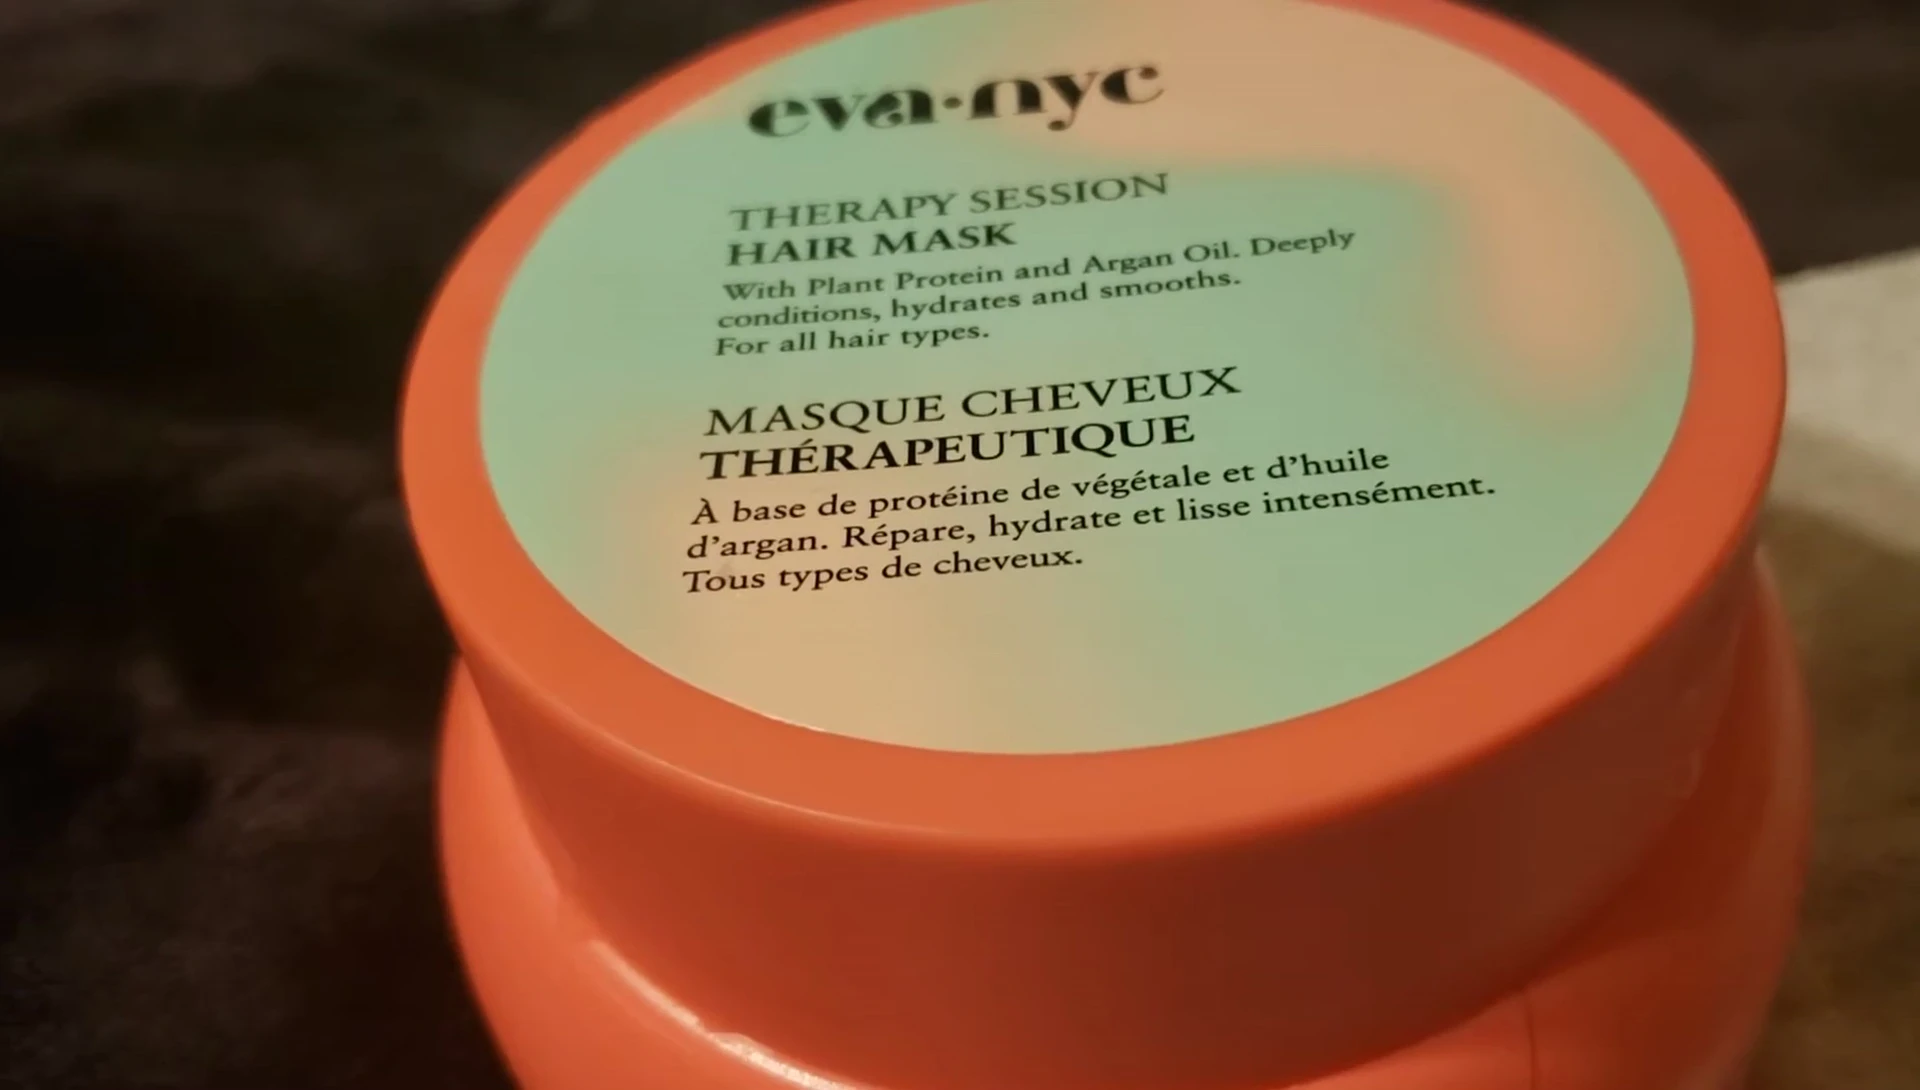 eva•nyc
THERAPY SESSION
HAIR MASK
With Plant Protein and Argan Oil. Deeply
conditions, hydrates and smooths.
For all hair types.
MASQUE CHEVEUX
THÉRAPEUTIQUE
À base de protéine de végétale et d’huile
d’argan. Répare, hydrate et lisse intensément.
Tous types de cheveux.